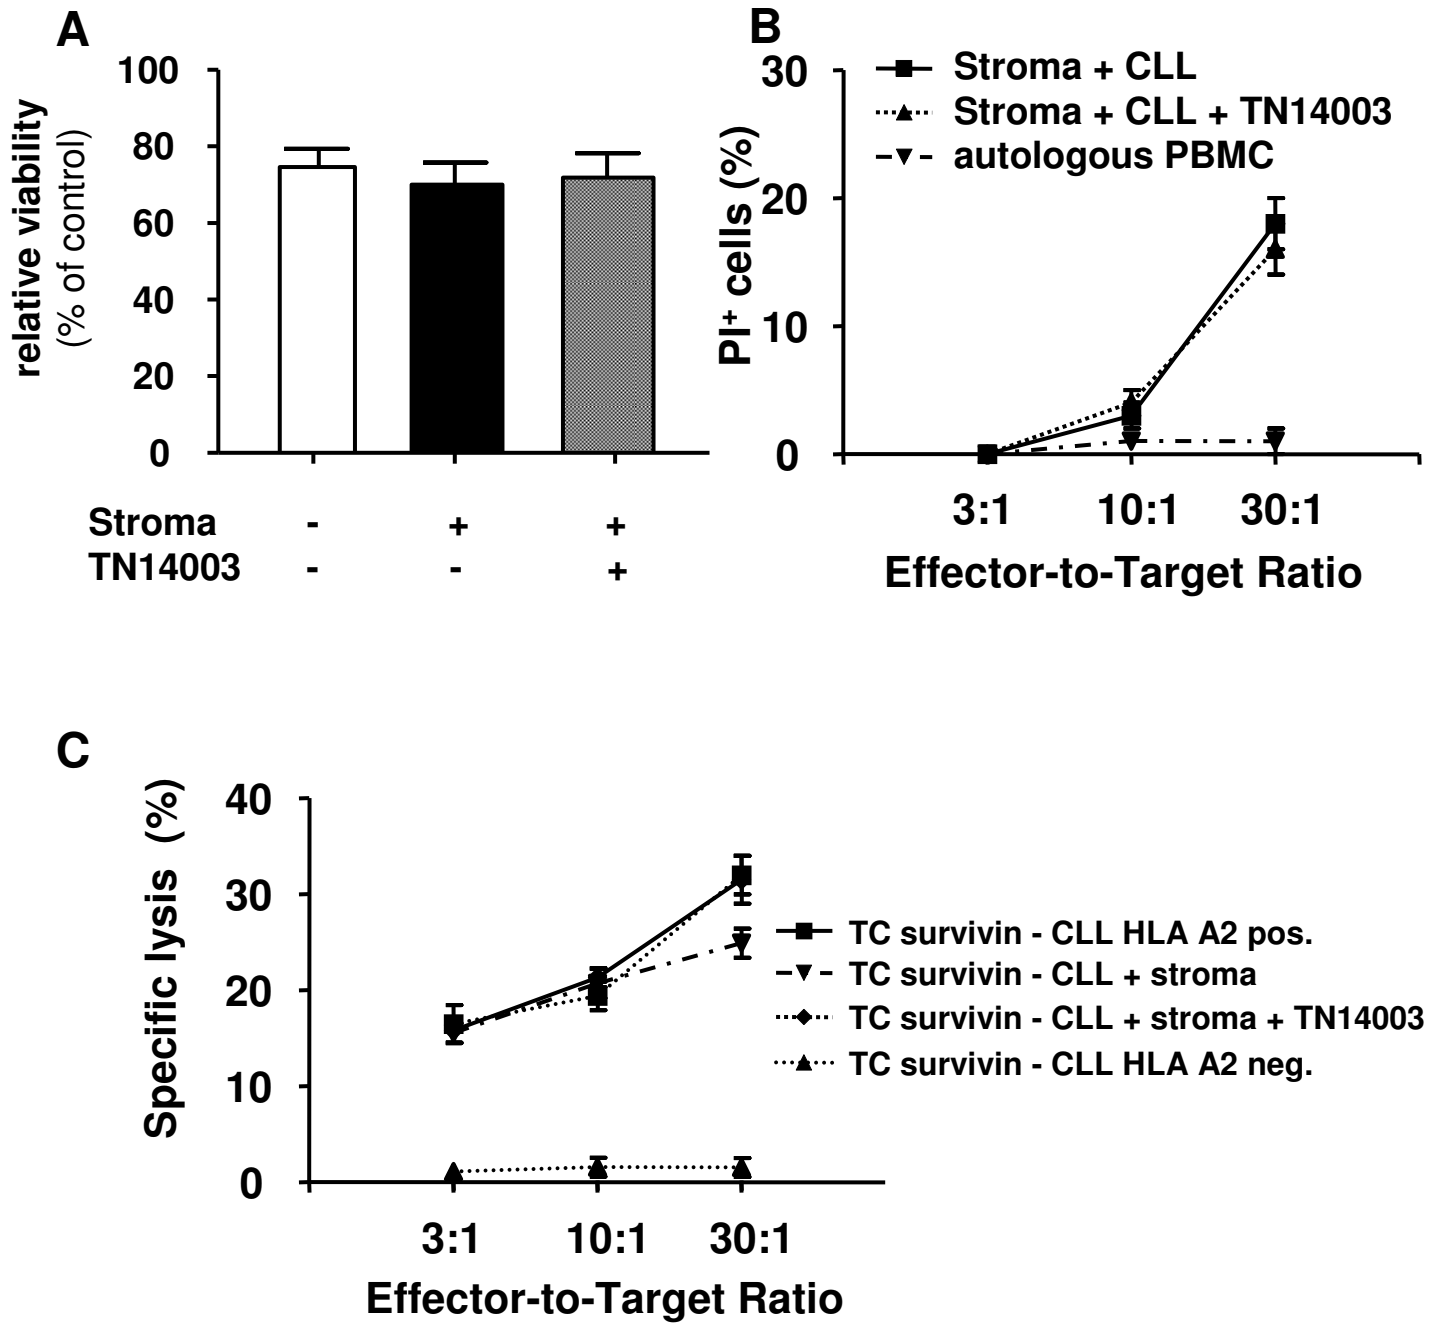 A
relative viability
(% of control)
100
80
60
40
20
0
Stroma - + +
TN14003 - - +
B
PI+ cells (%)
30
20
10
0
Stroma + CLL
Stroma + CLL + TN14003
autologous PBMC
3:1 10:1 30:1
Effector-to-Target Ratio
C
Specific lysis (%)
40
30
20
10
0
TC survivin - CLL HLA A2 pos.
TC survivin - CLL + stroma
TC survivin - CLL + stroma + TN14003
TC survivin - CLL HLA A2 neg.
3:1 10:1 30:1
Effector-to-Target Ratio